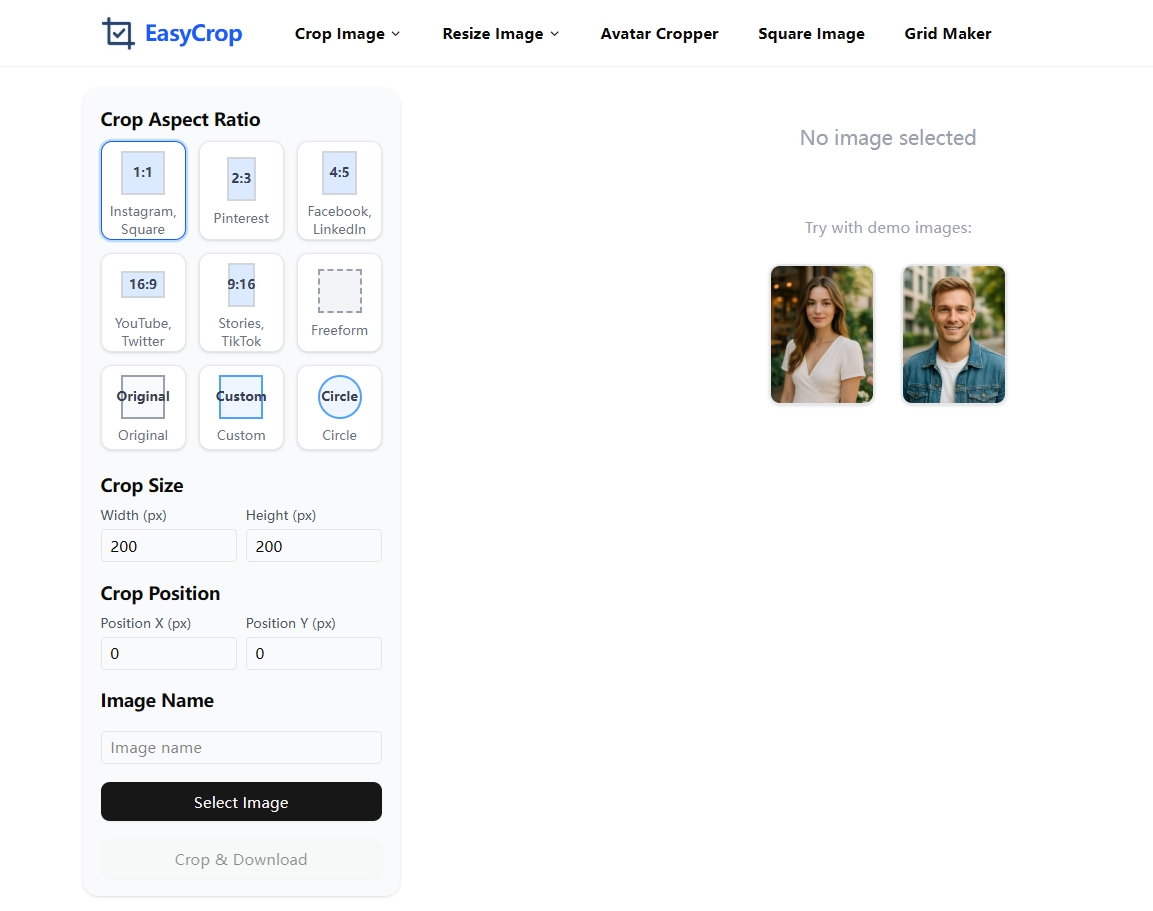 EasyCrop
Crop Image
Resize Image
Avatar Cropper
Square Image
Grid Maker
Crop Aspect Ratio
1:1
Instagram,
Square
2:3
Pinterest
4:5
Facebook,
LinkedIn
16:9
YouTube,
Twitter
9:16
Stories,
TikTok
Freeform
Original
Original
Custom
Custom
Circle
Circle
Crop Size
Width (px)
Height (px)
200
200
Crop Position
Position X (px)
Position Y (px)
0
0
Image Name
Image name
Select Image
Crop & Download
No image selected
Try with demo images: